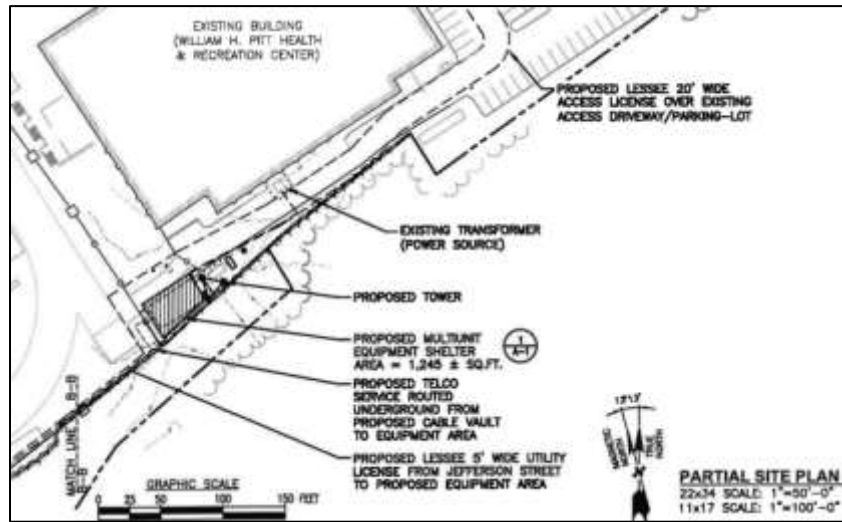 EXISTING BUILDING
(WILLIAM H. PITT HEALTH
& RECREATION CENTER)
PROPOSED LESSEE 20' WIDE
ACCESS LICENSE OVER EXISTING
ACCESS DRIVEWAY/PARKING-LOT
EXISTING TRANSFORMER
(POWER SOURCE)
PROPOSED TOWER
PROPOSED MULTIUNIT
EQUIPMENT SHELTER
AREA = 1,245 ± SQ.FT.
1
A-1
PROPOSED TELCO
SERVICE ROUTED
UNDERGROUND FROM
PROPOSED CABLE VAULT
TO EQUIPMENT AREA
PROPOSED LESSEE 5' WIDE UTILITY
LICENSE FROM JEFFERSON STREET
TO PROPOSED EQUIPMENT AREA
MATCH LINE B-B
B-B
GRAPHIC SCALE
0 25 50 100 150 FEET
TRUE
NORTH
PARTIAL SITE PLAN
22x34 SCALE: 1"=50'-0"
11x17 SCALE: 1"=100'-0"